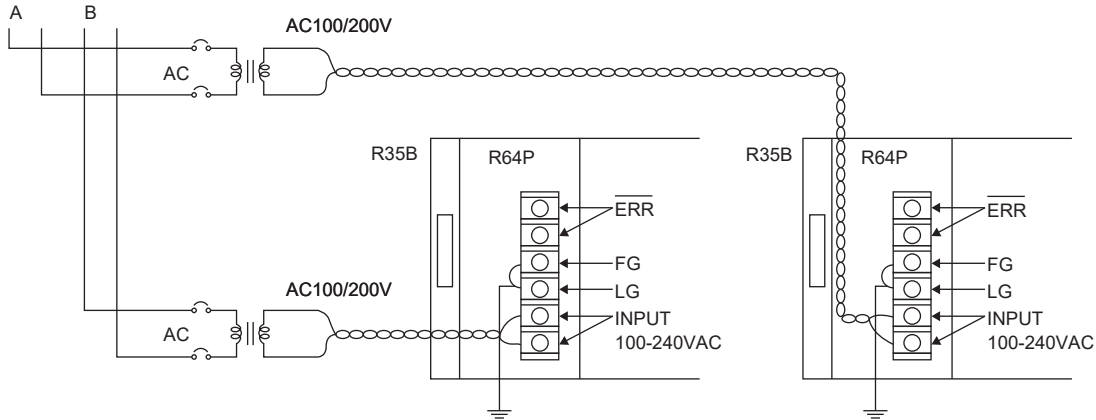 A B
AC100/200V
AC
R35B R64P
ERR
FG
LG
INPUT
100-240VAC
R35B R64P
ERR
FG
LG
INPUT
100-240VAC
AC100/200V
AC